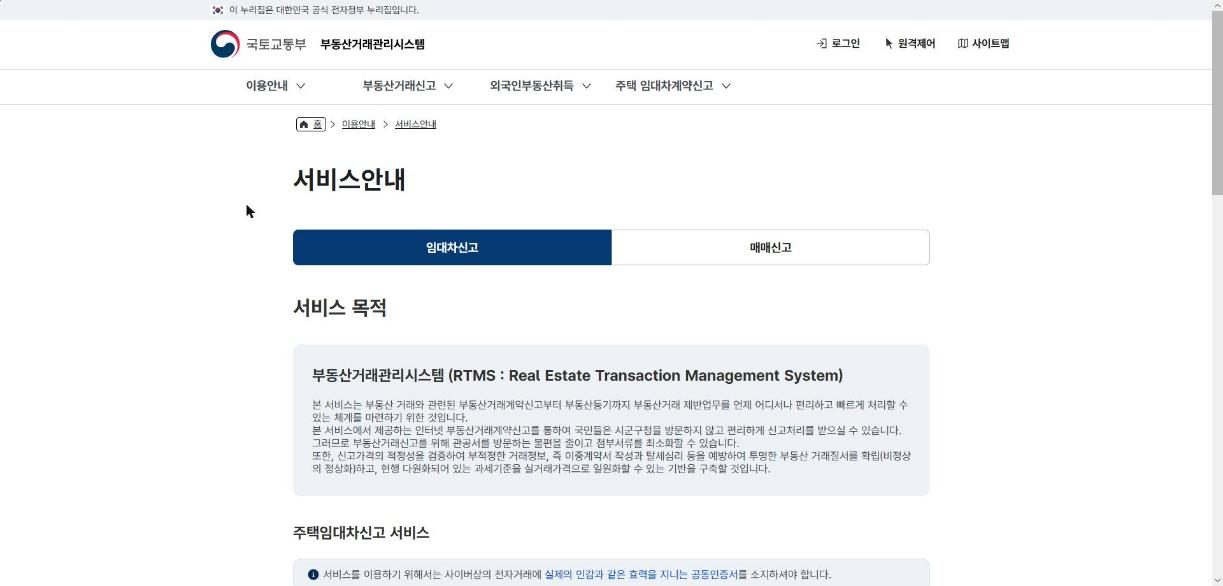 이 누리집은 대한민국 공식 전자정부 누리집입니다.
국토교통부 부동산거래관리시스템
로그인 원격제어 사이트맵
이용안내 부동산거래신고 외국인부동산취득 주택 임대차계약신고
홀 > 이용안내 > 서비스안내
서비스안내
임대차신고 매매신고
서비스 목적
부동산거래관리시스템 (RTMS : Real Estate Transaction Management System)
본 서비스는 부동산 거래와 관련된 부동산거래계약신고부터 부동산등기까지 부동산거래 제반업무를 언제 어디서나 편리하고 빠르게 처리할 수
있는 체계를 마련하기 위한 것입니다.
본 서비스에서 제공하는 인터넷 부동산거래계약신고를 통하여 국민들은 시군구청을 방문하지 않고 편리하게 신고처리를 받으실 수 있습니다.
그러므로 부동산거래신고를 위해 관공서를 방문하는 불편을 줄이고 첨부서류를 최소화할 수 있습니다.
또한, 신고가격의 적정성을 검증하여 부적정한 거래정보, 즉 이중계약서 작성과 탈세심리 등을 예방하여 투명한 부동산 거래질서를 확립(비정상
의 정상화)하고, 현행 다원화되어 있는 과세기준을 실거래가격으로 일원화할 수 있는 기반을 구축할 것입니다.
주택임대차신고 서비스
서비스를 이용하기 위해서는 사이버상의 전자거래에 실제의 인감과 같은 효력을 지니는 공동인증서를 소지하셔야 합니다.